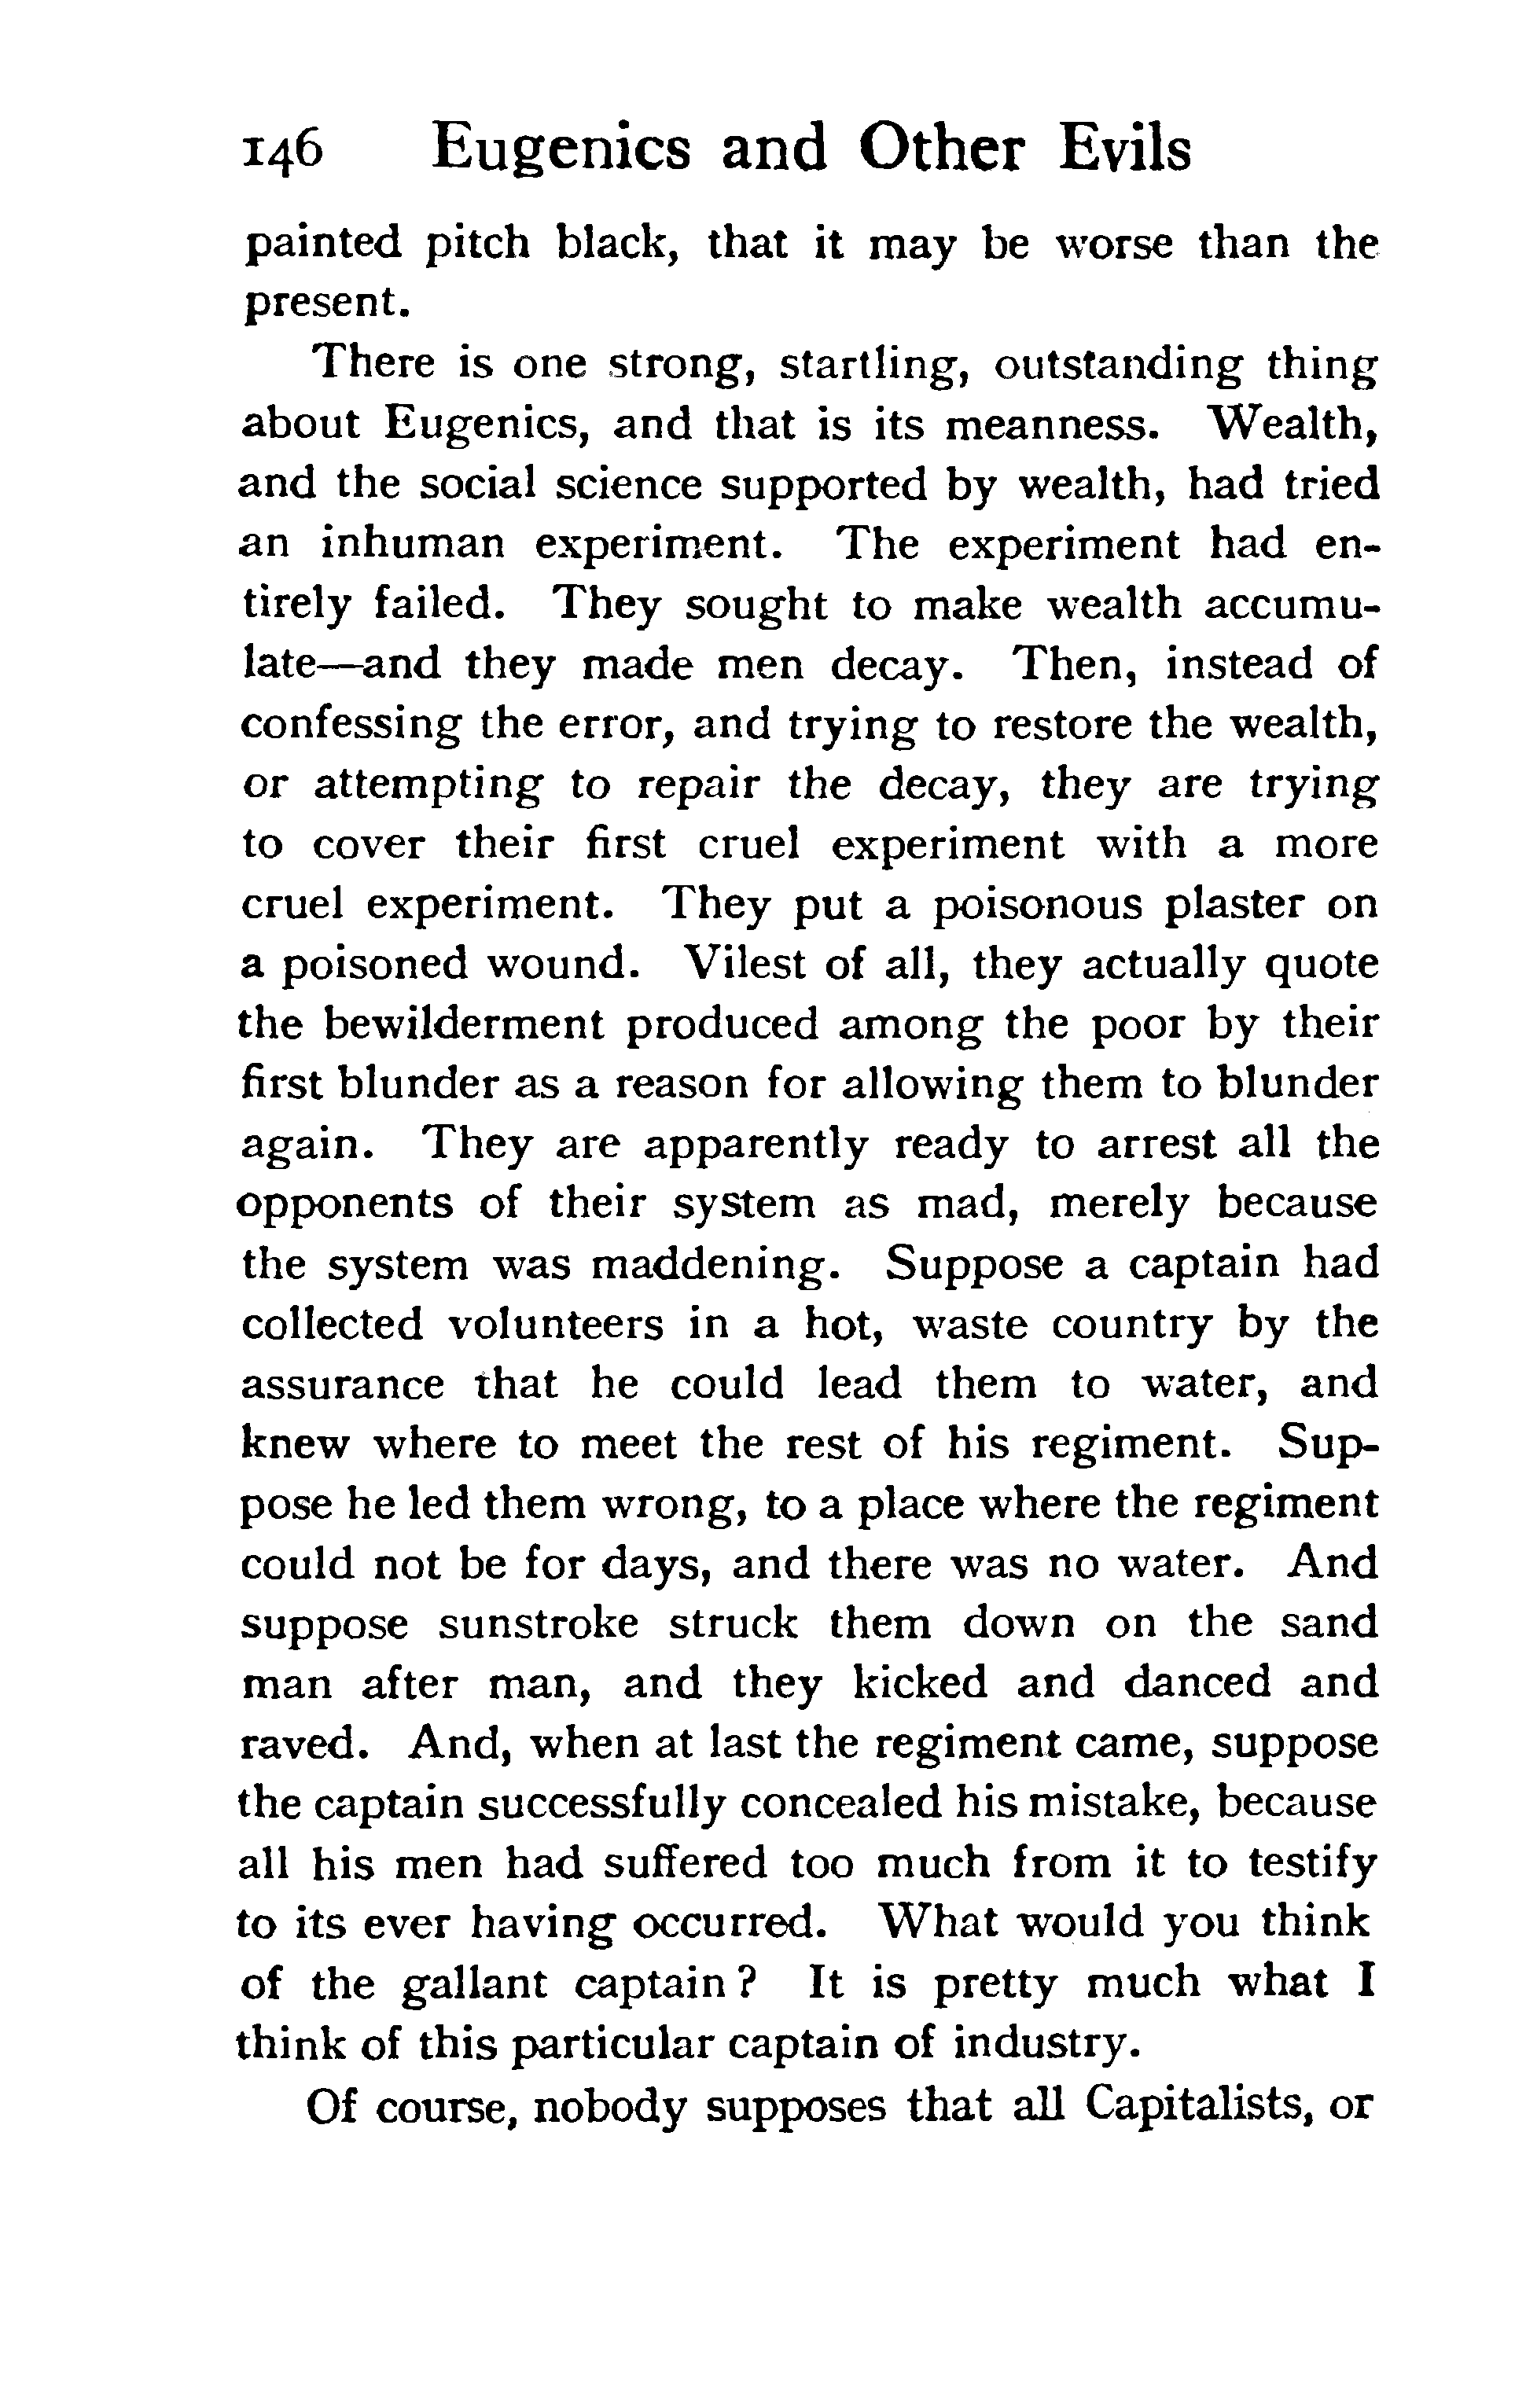 146 Eugenics and Other Evils
painted pitch black, that it may be worse than the
present.
There is one strong, startling, outstanding thing
about Eugenics, and that is its meanness. Wealth,
and the social science supported by wealth, had tried
an inhuman experiment. The experiment had en-
tirely failed. They sought to make wealth accumu-
late—and they made men decay. Then, instead of
confessing the error, and trying to restore the wealth,
or attempting to repair the decay, they are trying
to cover their first cruel experiment with a more
cruel experiment. They put a poisonous plaster on
a poisoned wound. Vilest of all, they actually quote
the bewilderment produced among the poor by their
first blunder as a reason for allowing them to blunder
again. They are apparently ready to arrest all the
opponents of their system as mad, merely because
the system was maddening. Suppose a captain had
collected volunteers in a hot, waste country by the
assurance that he could lead them to water, and
knew where to meet the rest of his regiment. Sup-
pose he led them wrong, to a place where the regiment
could not be for days, and there was no water. And
suppose sunstroke struck them down on the sand
man after man, and they kicked and danced and
raved. And, when at last the regiment came, suppose
the captain successfully concealed his mistake, because
all his men had suffered too much from it to testify
to its ever having occurred. What would you think
of the gallant captain? It is pretty much what I
think of this particular captain of industry.
Of course, nobody supposes that all Capitalists, or